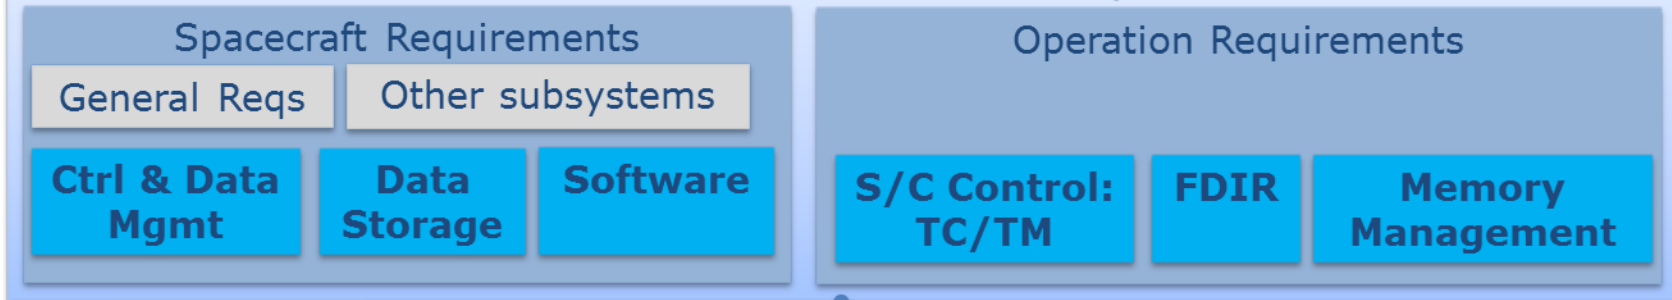 Spacecraft Requirements
General Reqs
Other subsystems
Ctrl & Data
Mgmt
Data
Storage
Software
Operation Requirements
S/C Control:
TC/TM
FDIR
Memory
Management